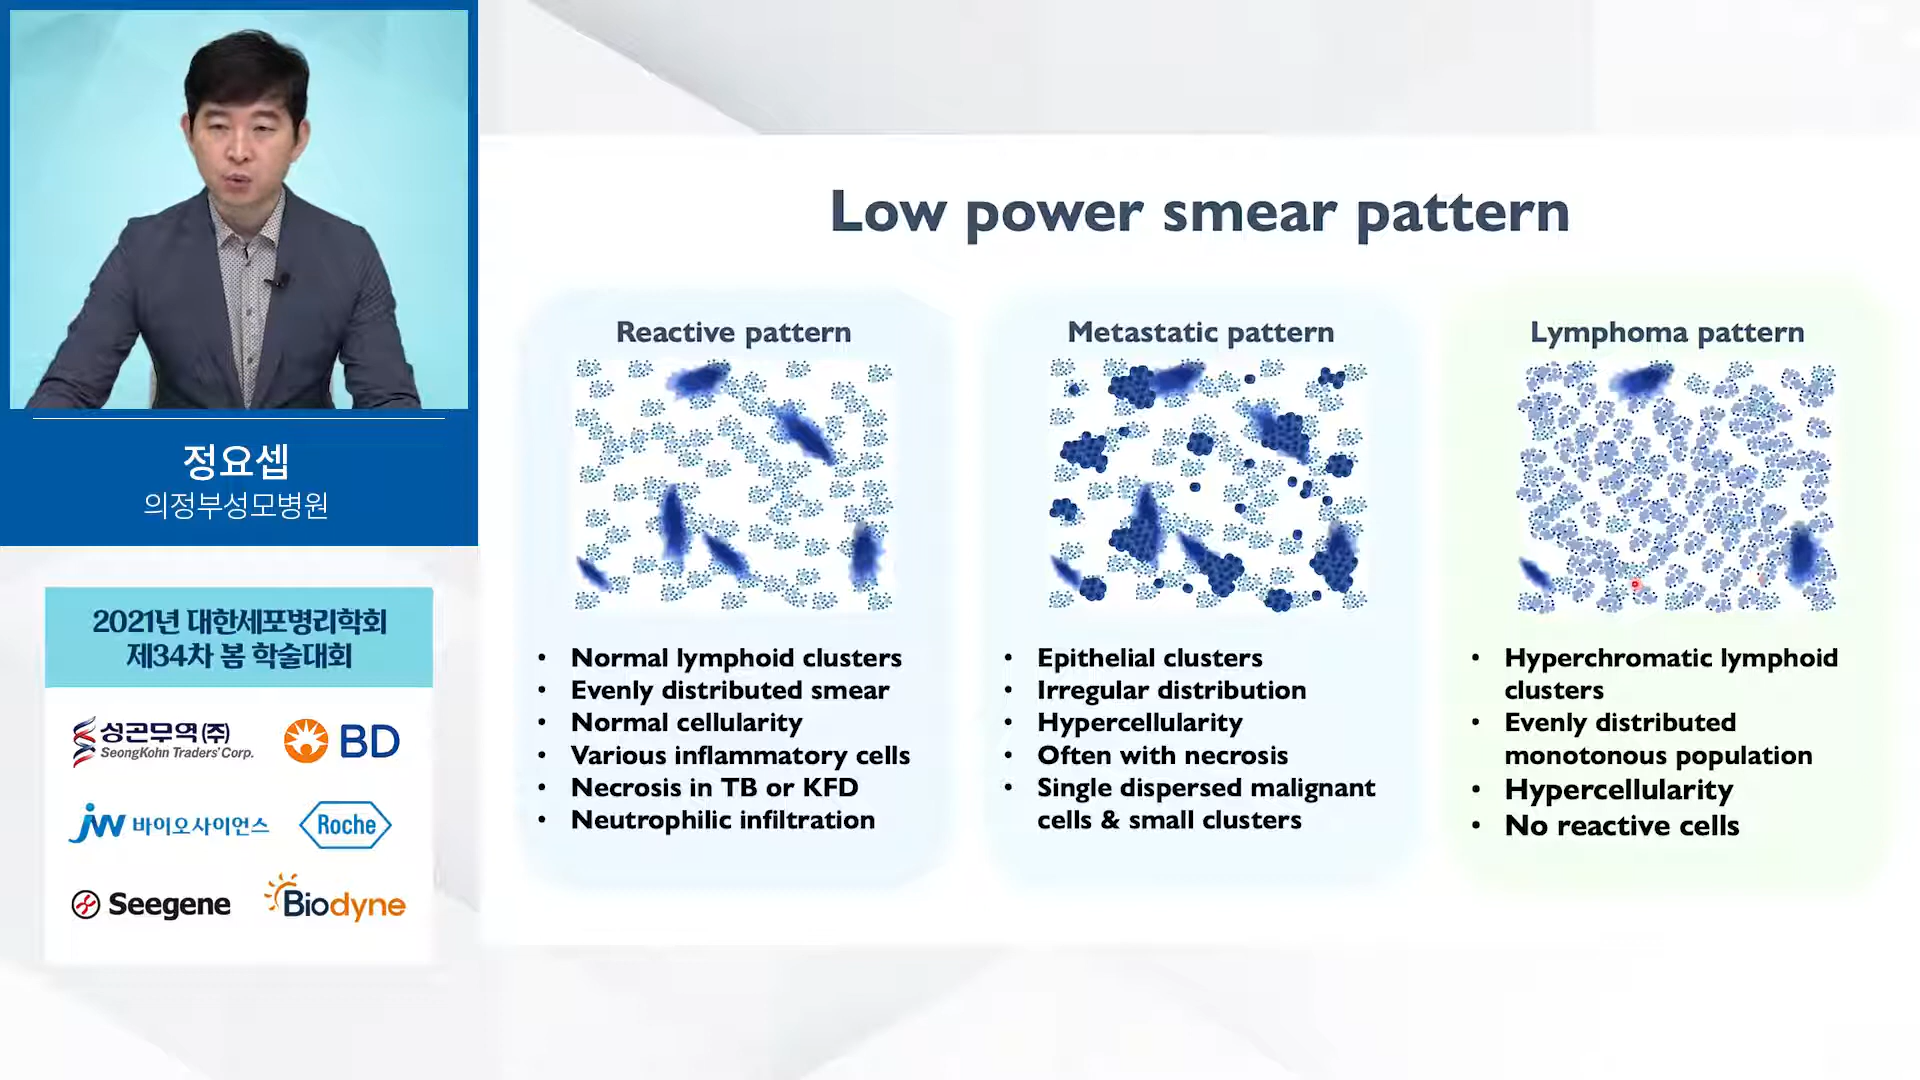 정요셉
의정부성모병원
2021년 대한세포병리학회
제34차 봄 학술대회
성곤무역(주)
SeongKohn Traders' Corp.
BD
jw 바이오사이언스
Roche
Seegene
Biodyne
Low power smear pattern
Reactive pattern
• Normal lymphoid clusters
• Evenly distributed smear
• Normal cellularity
• Various inflammatory cells
• Necrosis in TB or KFD
• Neutrophilic infiltration
Metastatic pattern
• Epithelial clusters
• Irregular distribution
• Hypercellularity
• Often with necrosis
• Single dispersed malignant
cells & small clusters
Lymphoma pattern
• Hyperchromatic lymphoid
clusters
• Evenly distributed
monotonous population
• Hypercellularity
• No reactive cells